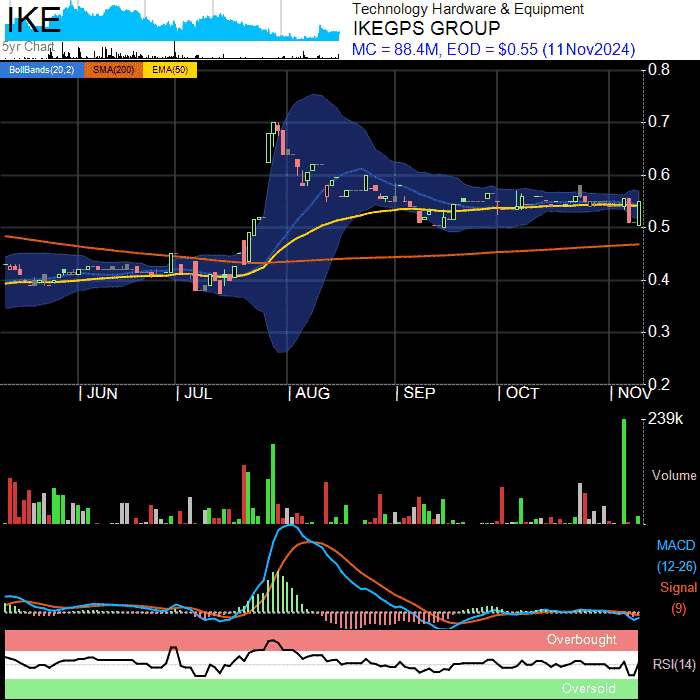 IKE
5yr Chart
Technology Hardware & Equipment
IKEGPS GROUP
MC = 88.4M, EOD = $0.55 (11Nov2024)
BollBands(20,2) SMA(200) EMA(50)
0.8
0.7
0.6
0.5
0.4
0.3
0.2
JUN JUL AUG SEP OCT NOV
239k
Volume
MACD
(12-26)
Signal
(9)
Overbought
RSI(14)
Oversold